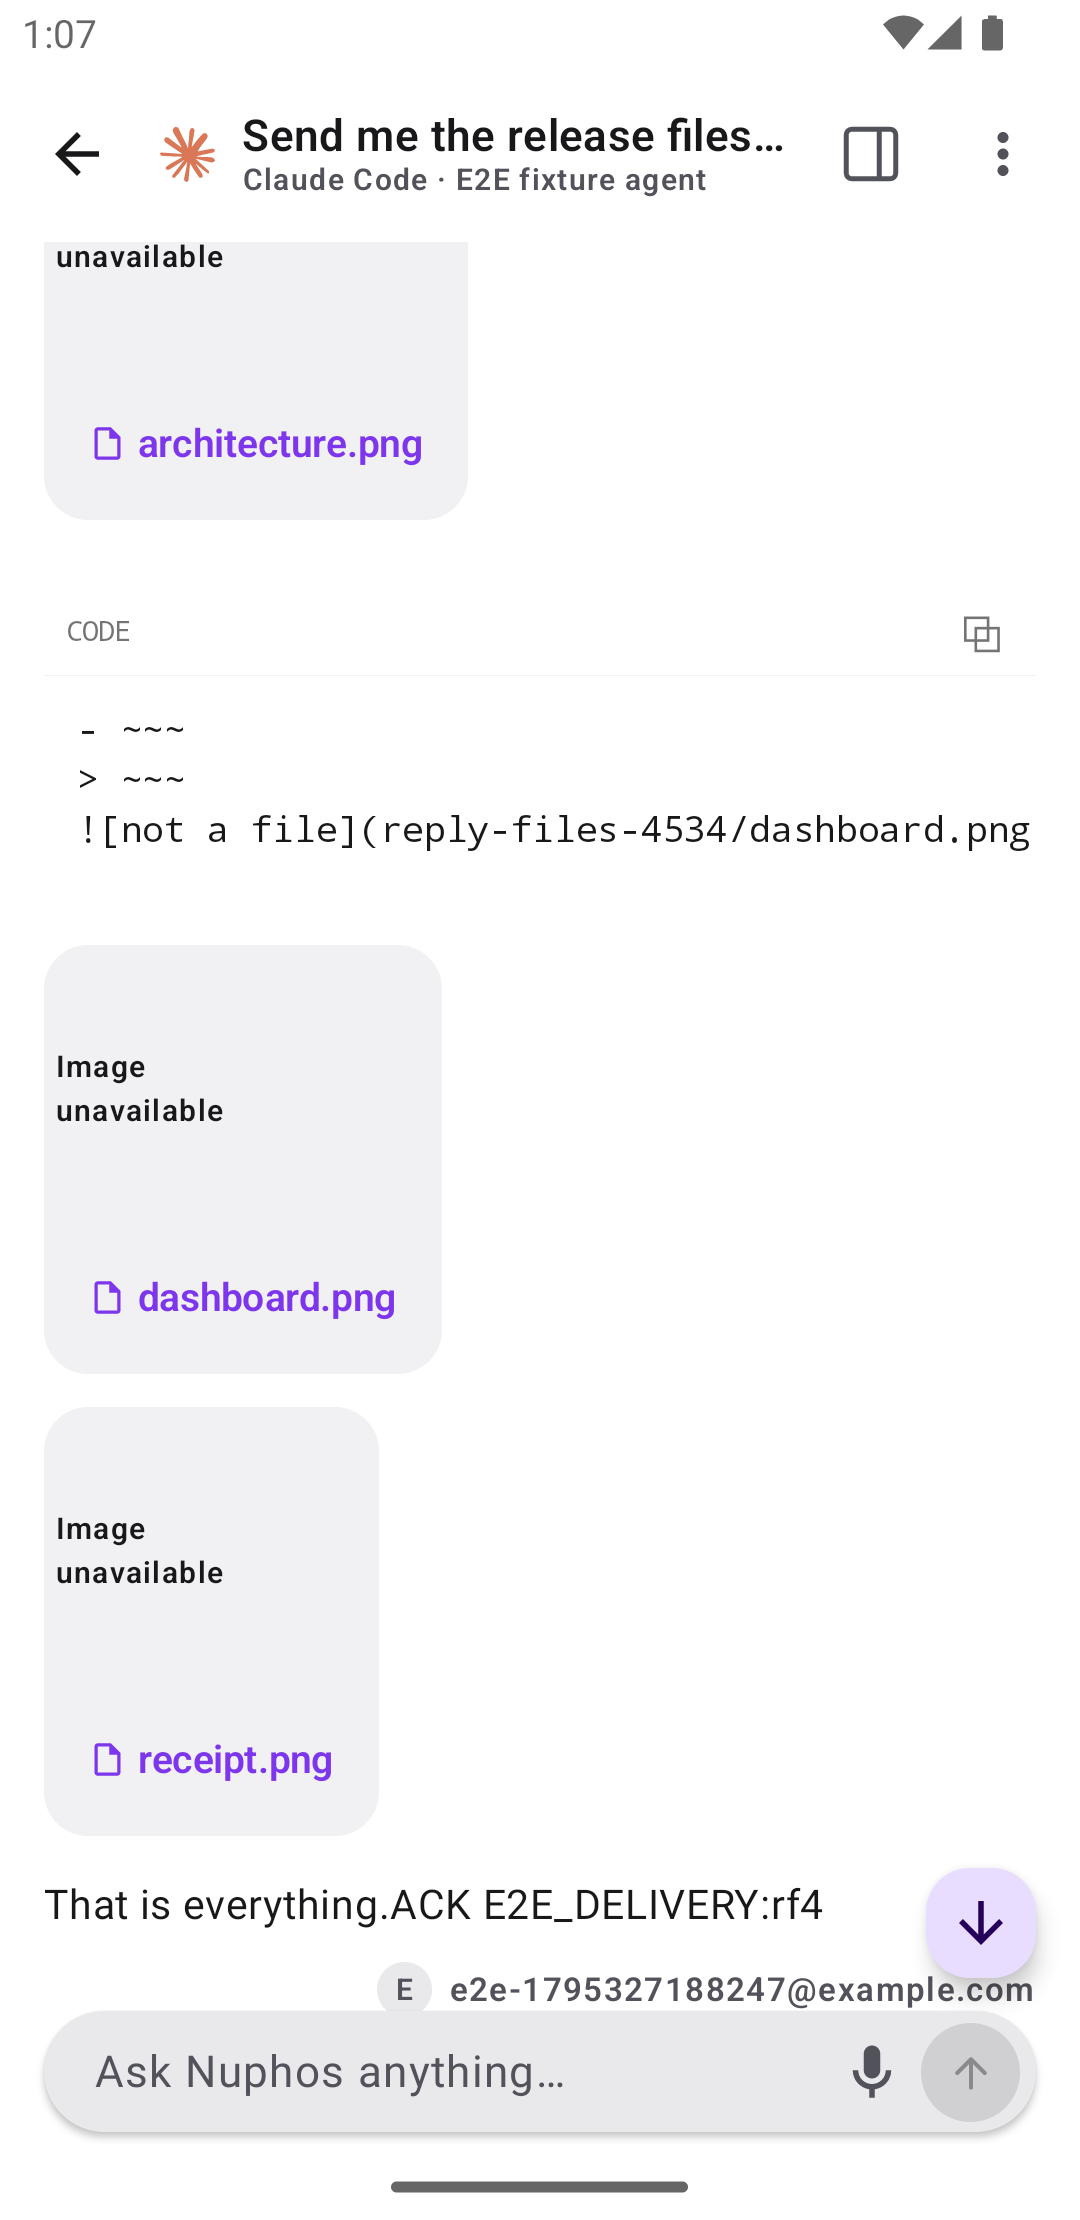 1:07
Send me the release files…
Claude Code · E2E fixture agent
unavailable
architecture.png
CODE
- ~~~
> ~~~
![not a file](reply-files-4534/dashboard.png
Image
unavailable
dashboard.png
Image
unavailable
receipt.png
That is everything.ACK E2E_DELIVERY:rf4
E e2e-1795327188247@example.com
Ask Nuphos anything…